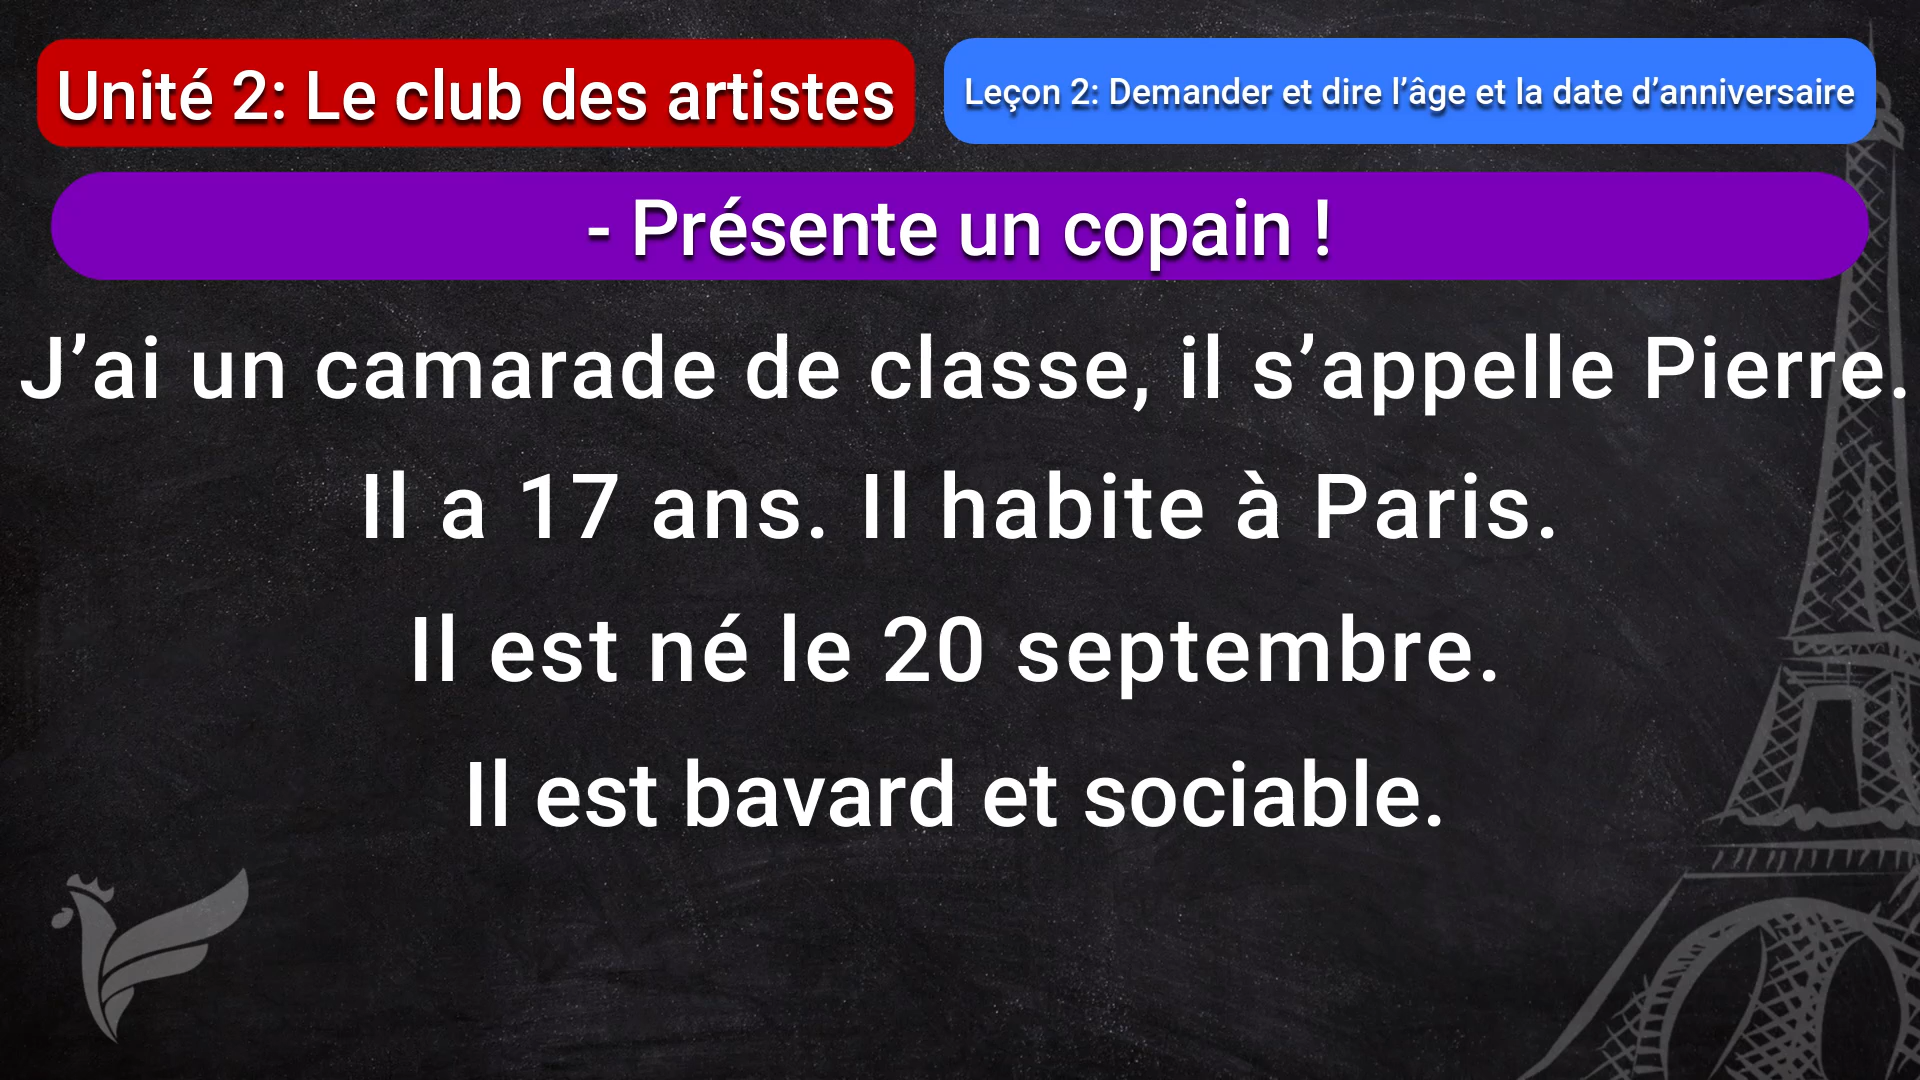 Unité 2: Le club des artistes
Leçon 2: Demander et dire l’âge et la date d’anniversaire
- Présente un copain !
J’ai un camarade de classe, il s’appelle Pierre.
Il a 17 ans. Il habite à Paris.
Il est né le 20 septembre.
Il est bavard et sociable.